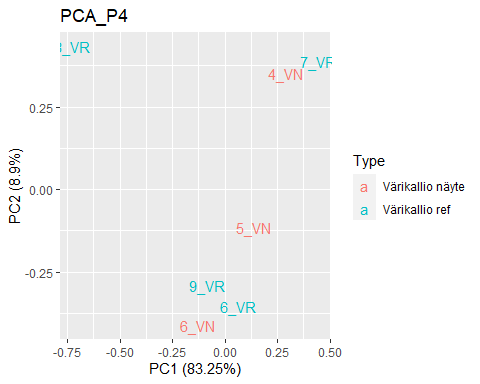 PCA_P4
3_VR
7_VR
4_VN
0.25
Type
a Värikallio näyte
0.00
a Värikallio ref
5_VN
-0.25
9_VR
6_VR
6_VN
-0.75 -0.50 -0.25 0.00 0.25 0.50
PC1 (83.25%)
PC2 (8.9%)